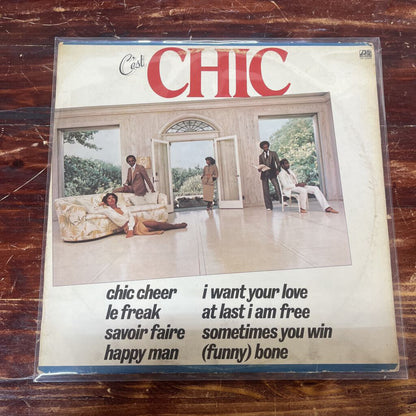 C'est CHIC
chic cheer
le freak
savoir faire
happy man
i want your love
at last i am free
sometimes you win
(funny) bone